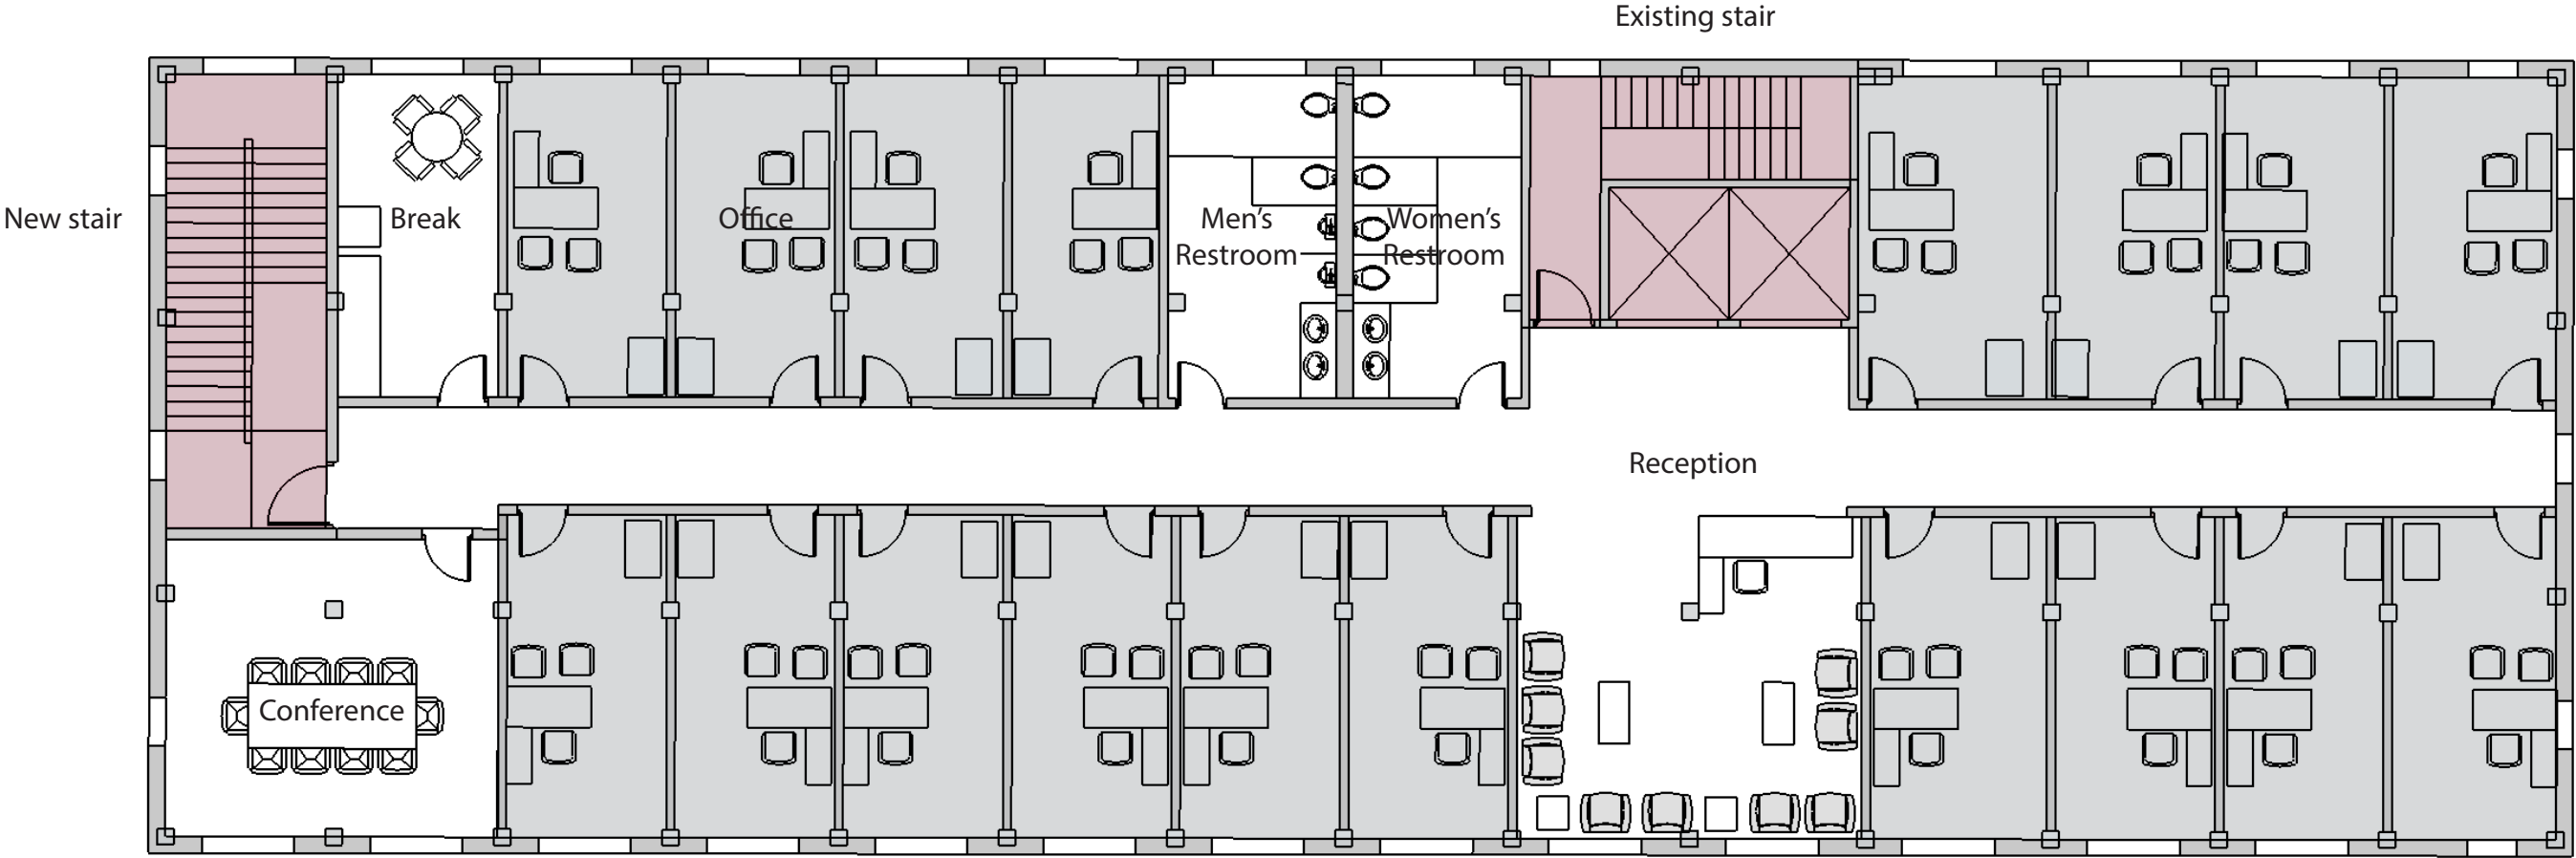 Existing stair
New stair
Break
Office
Men’s
Restroom
Women’s
Restroom
Reception
Conference